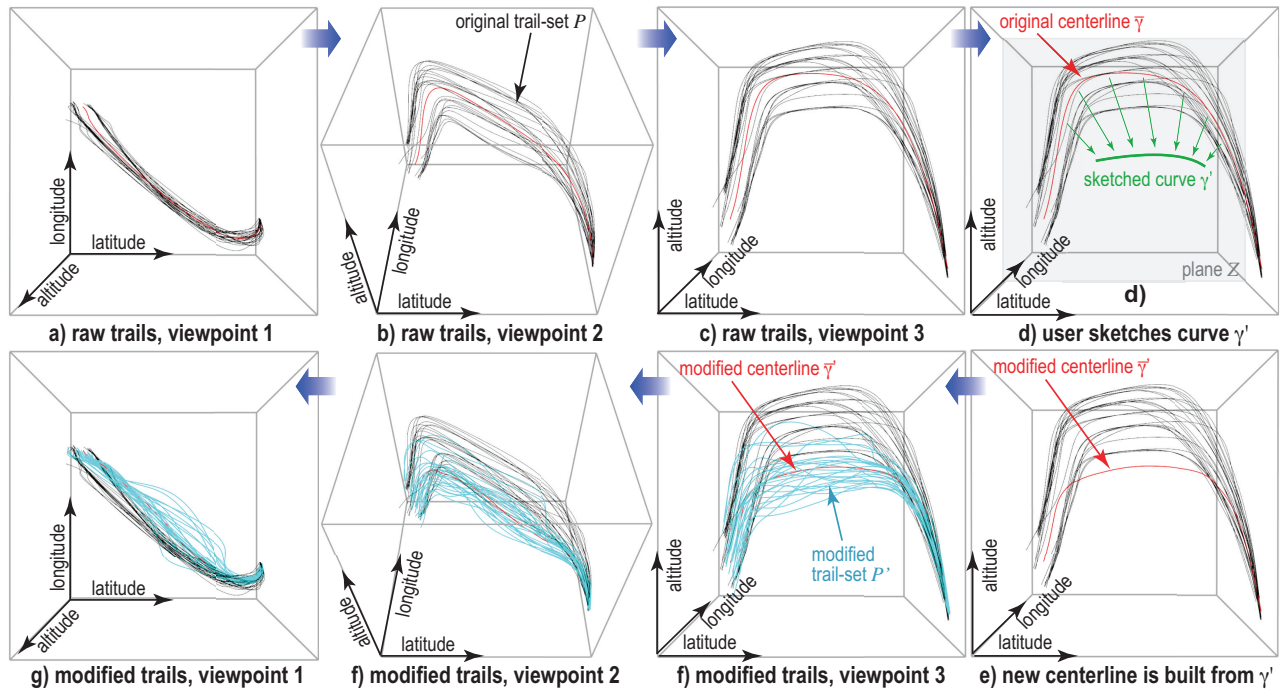 longitude
latitude
altitude
a) raw trails, viewpoint 1
original trail-set P
altitude
longitude
latitude
b) raw trails, viewpoint 2
altitude
longitude
latitude
c) raw trails, viewpoint 3
original centerline γ̅
sketched curve γ'
plane Z
d)
altitude
longitude
latitude
d) user sketches curve γ'
longitude
latitude
altitude
g) modified trails, viewpoint 1
altitude
longitude
latitude
f) modified trails, viewpoint 2
modified centerline γ̅'
modified
trail-set P'
altitude
longitude
latitude
f) modified trails, viewpoint 3
modified centerline γ̅'
altitude
longitude
latitude
e) new centerline is built from γ'